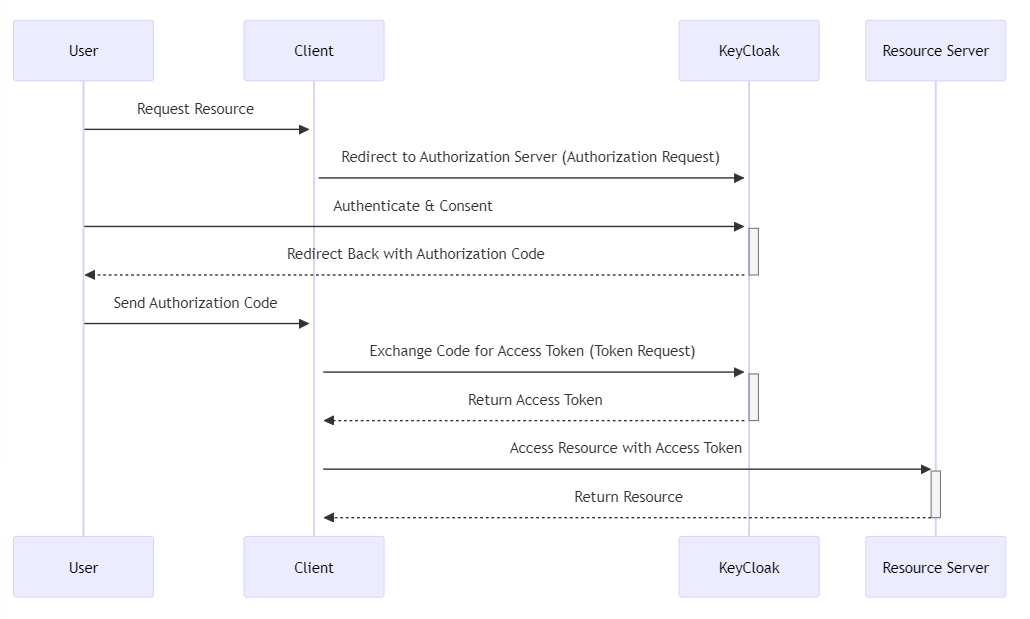 User
Client
KeyCloak
Resource Server
Request Resource
Redirect to Authorization Server (Authorization Request)
Authenticate & Consent
Redirect Back with Authorization Code
Send Authorization Code
Exchange Code for Access Token (Token Request)
Return Access Token
Access Resource with Access Token
Return Resource
User
Client
KeyCloak
Resource Server